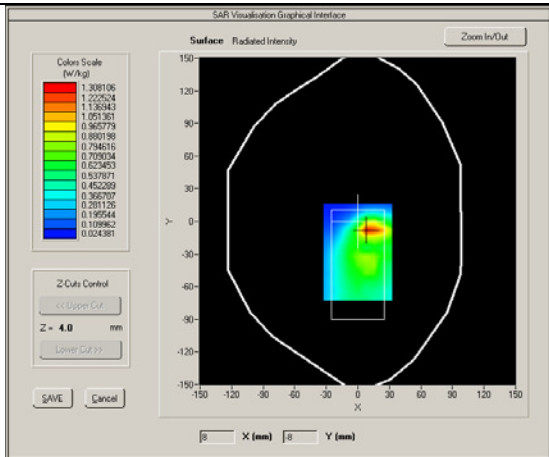 SAR Visualisation Graphical Interface
Surface Radiated Intensity
Zoom In/Out
Colors Scale
(W/kg)
1.308106
1.222524
1.136943
1.051361
0.965779
0.880198
0.794616
0.709034
0.623453
0.537871
0.452289
0.366707
0.281126
0.195544
0.109962
0.024381
Z-Cuts Control
<< Upper Cut
Z = 4.0 mm
Lower Cut >>
SAVE Cancel
150
120
90
60
30
0
-30
-60
-90
-120
-150
Y
-150 -120 -90 -60 -30 0 30 60 90 120 150
X
8 X (mm) -8 Y (mm)